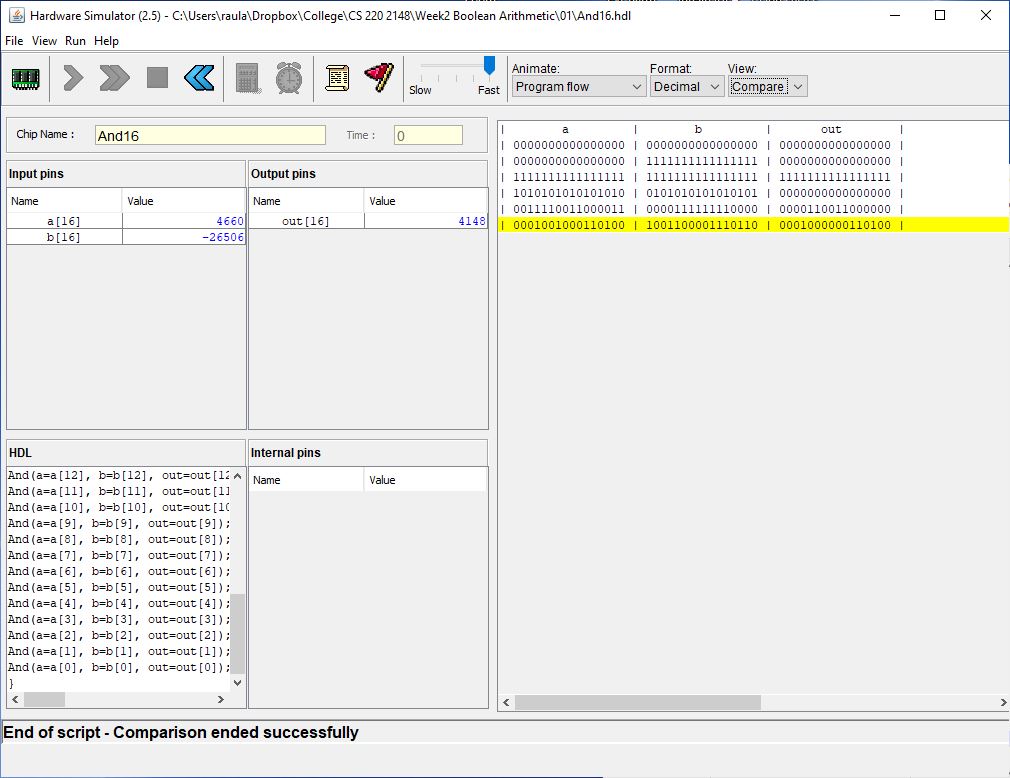 Hardware Simulator (2.5) - C:\Users\raula\Dropbox\College\CS 220 2148\Week2 Boolean Arithmetic\01\And16.hdl
File View Run Help
Slow Fast
Animate: Format: View:
Program flow Decimal Compare
Chip Name : And16 Time : 0
Input pins
Name Value
a[16] 4660
b[16] -26506
Output pins
Name Value
out[16] 4148
HDL
And(a=a[12], b=b[12], out=out[12
And(a=a[11], b=b[11], out=out[11
And(a=a[10], b=b[10], out=out[10
And(a=a[9], b=b[9], out=out[9]);
And(a=a[8], b=b[8], out=out[8]);
And(a=a[7], b=b[7], out=out[7]);
And(a=a[6], b=b[6], out=out[6]);
And(a=a[5], b=b[5], out=out[5]);
And(a=a[4], b=b[4], out=out[4]);
And(a=a[3], b=b[3], out=out[3]);
And(a=a[2], b=b[2], out=out[2]);
And(a=a[1], b=b[1], out=out[1]);
And(a=a[0], b=b[0], out=out[0]);
}
Internal pins
Name Value
| a | b | out |
| 0000000000000000 | 0000000000000000 | 0000000000000000 |
| 0000000000000000 | 1111111111111111 | 0000000000000000 |
| 1111111111111111 | 1111111111111111 | 1111111111111111 |
| 1010101010101010 | 0101010101010101 | 0000000000000000 |
| 0011110011000011 | 0000111111110000 | 0000110011000000 |
| 0001001000110100 | 1001100001110110 | 0001000000110100 |
End of script - Comparison ended successfully